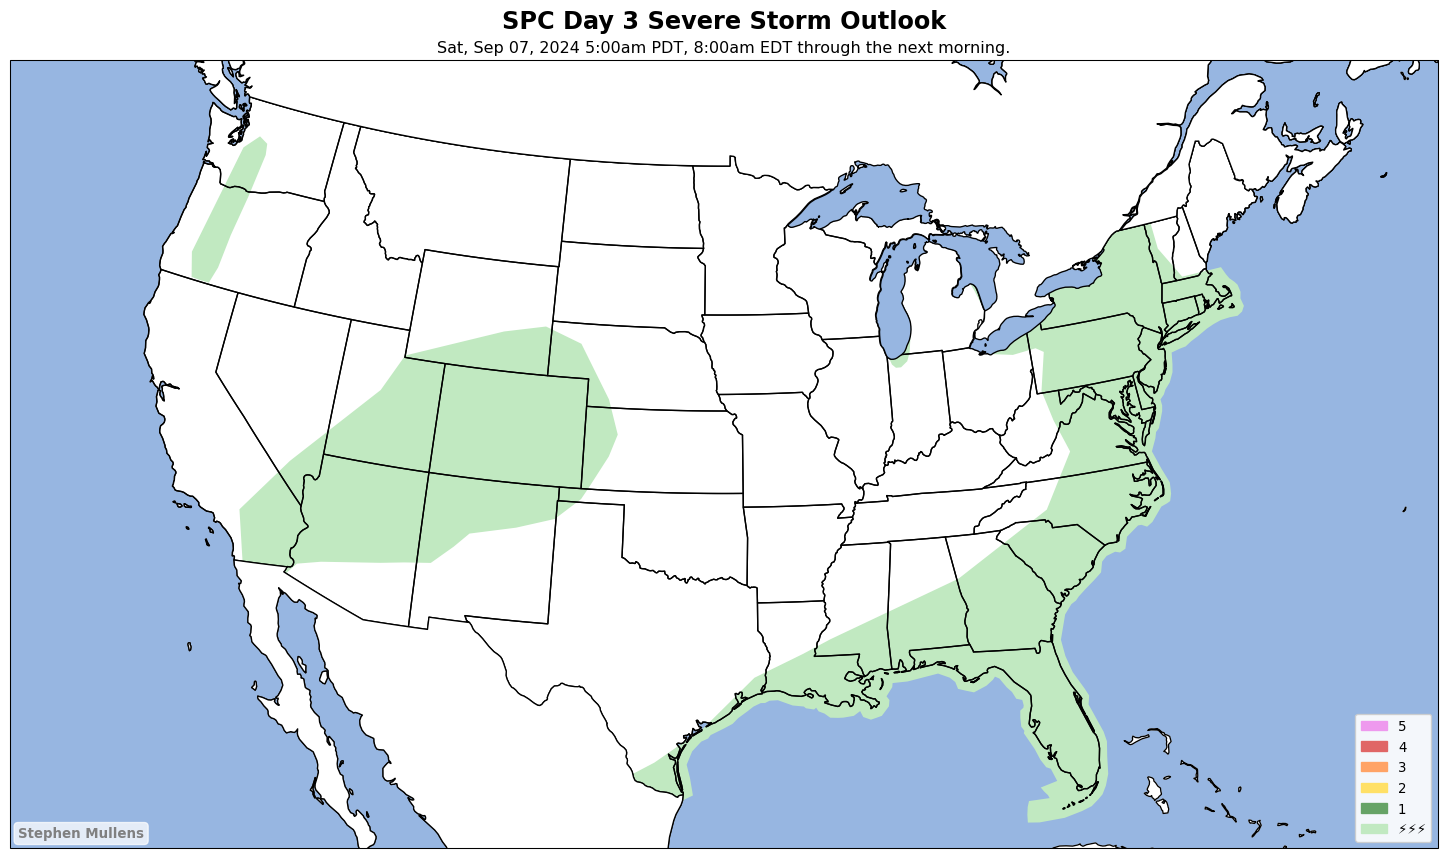 SPC Day 3 Severe Storm Outlook
Sat, Sep 07, 2024 5:00am PDT, 8:00am EDT through the next morning.
5
4
3
2
1
⚡⚡⚡
Stephen Mullens